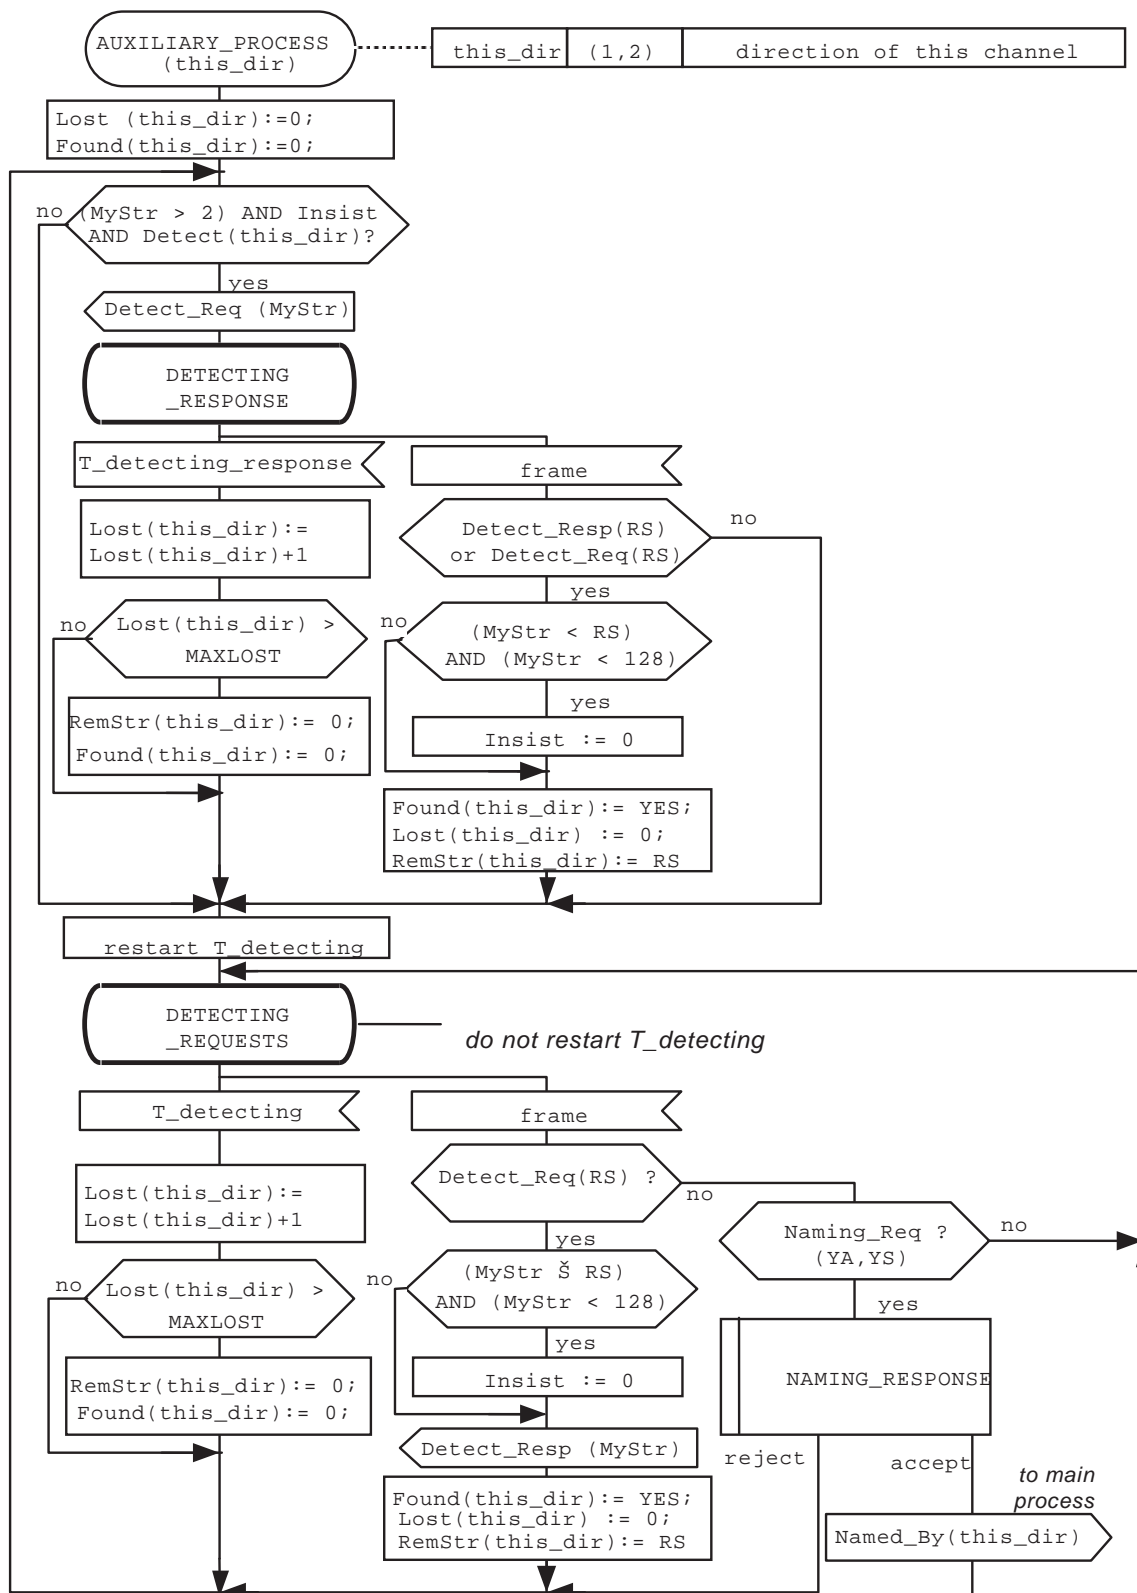 AUXILIARY_PROCESS
(this_dir)
this_dir (1,2) direction of this channel
Lost (this_dir):=0;
Found(this_dir):=0;
no
(MyStr > 2) AND Insist
AND Detect(this_dir)?
yes
Detect_Req (MyStr)
DETECTING
_RESPONSE
T_detecting_response
frame
Lost(this_dir):=
Lost(this_dir)+1
Detect_Resp(RS)
or Detect_Req(RS)
no
yes
no
Lost(this_dir) >
MAXLOST
no
(MyStr < RS)
AND (MyStr < 128)
yes
RemStr(this_dir):= 0;
Found(this_dir):= 0;
Insist := 0
Found(this_dir):= YES;
Lost(this_dir) := 0;
RemStr(this_dir):= RS
restart T_detecting
DETECTING
_REQUESTS
do not restart T_detecting
T_detecting
frame
Lost(this_dir):=
Lost(this_dir)+1
Detect_Req(RS) ?
no
yes
Naming_Req ?
(YA,YS)
no
yes
no
Lost(this_dir) >
MAXLOST
no
(MyStr Š RS)
AND (MyStr < 128)
yes
RemStr(this_dir):= 0;
Found(this_dir):= 0;
Insist := 0
NAMING_RESPONSE
Detect_Resp (MyStr)
reject
accept
to main
process
Found(this_dir):= YES;
Lost(this_dir) := 0;
RemStr(this_dir):= RS
Named_By(this_dir)